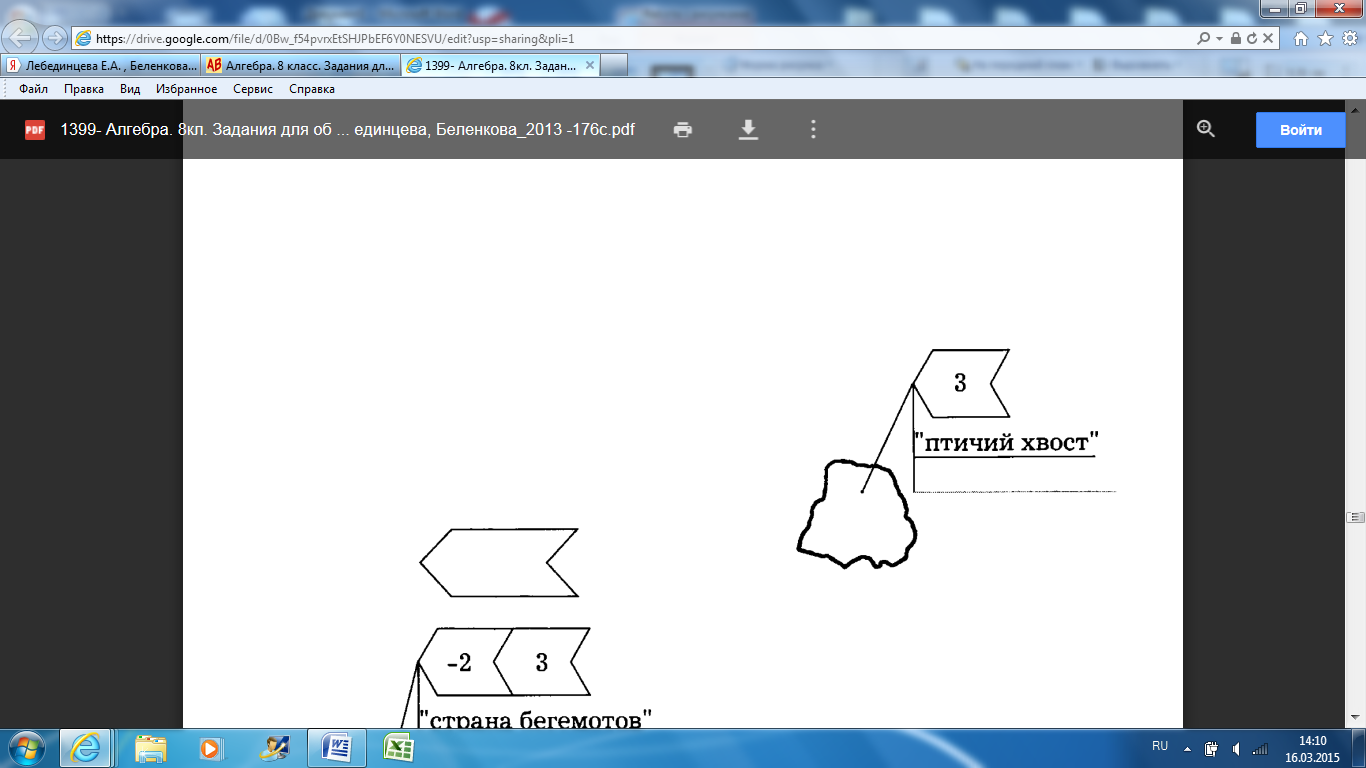 https://drive.google.com/file/d/0Bw_f54pvrxEtSHJPbEF6Y0NESVU/edit?usp=sharing&pli=1
Лебединцева Е.А. , Беленкова... Алгебра. 8 класс. Задания дл... 1399- Алгебра. 8кл. Задан...
Файл Правка Вид Избранное Сервис Справка
1399- Алгебра. 8кл. Задания для об ... единцева, Беленкова_2013 -176с.pdf Войти
3
"птичий хвост"
-2 3
"страна бегемотов"
RU 14:10
16.03.2015